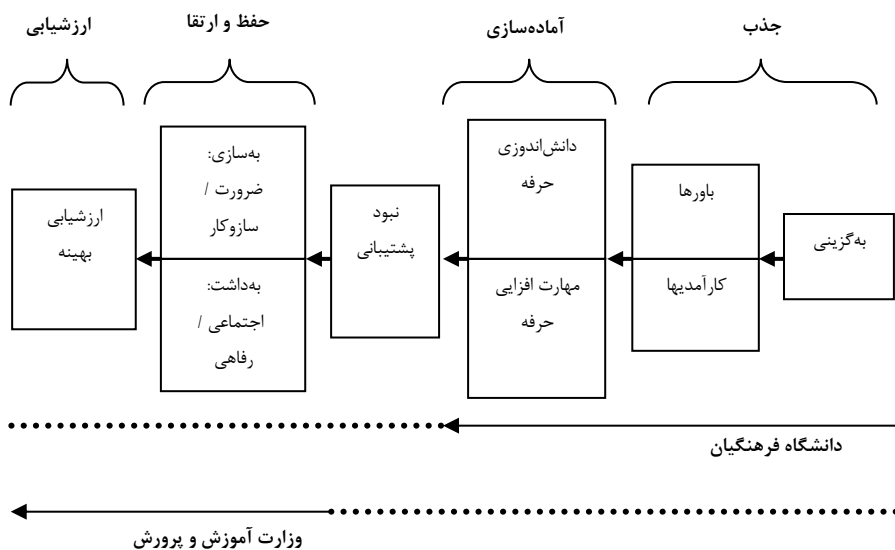 جذب
آماده‌سازی
حفظ و ارتقا
ارزشیابی
به‌گزینی
باورها
کارآمدیها
دانش‌اندوزی
حرفه
مهارت افزایی
حرفه
نبود
پشتیبانی
به‌سازی:
ضرورت /
سازوکار
به‌داشت:
اجتماعی /
رفاهی
ارزشیابی
بهینه
دانشگاه فرهنگیان
وزارت آموزش و پرورش